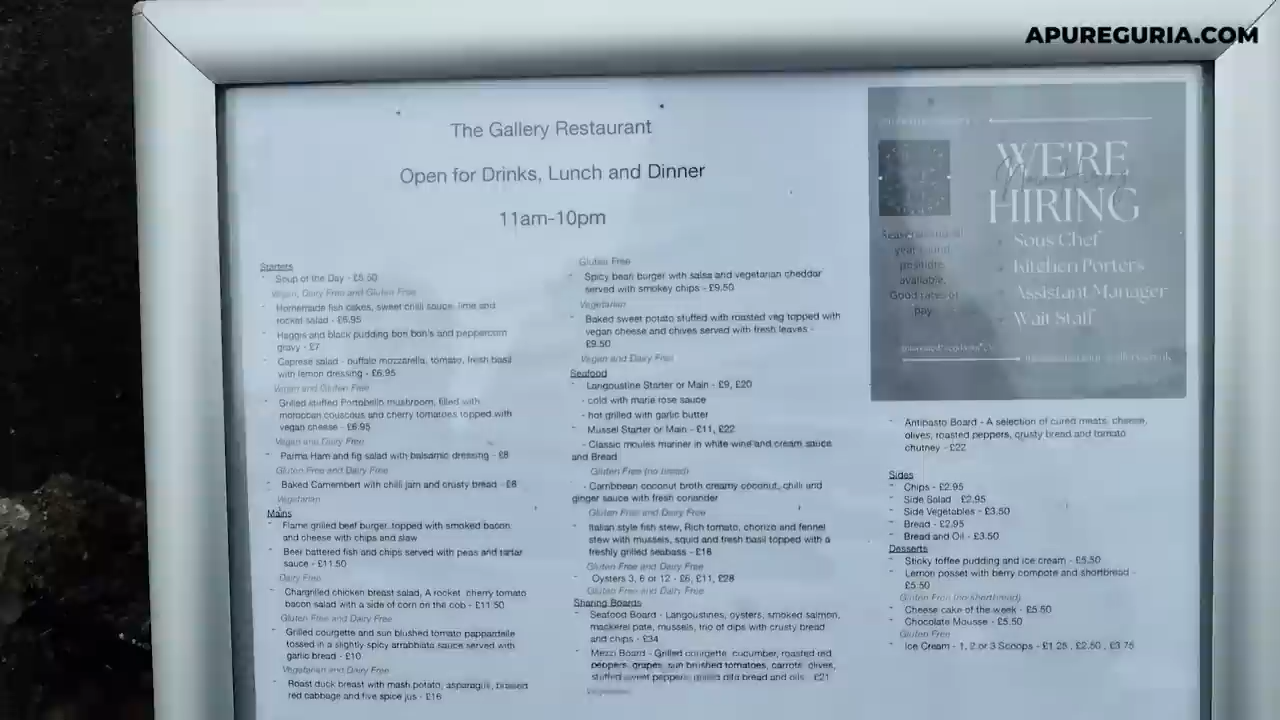 APUREGURIA.COM
The Gallery Restaurant
Open for Drinks, Lunch and Dinner
11am-10pm
Starters
- Soup of the Day - £5.50
Vegan, Dairy Free and Gluten Free
- Homemade fish cakes, sweet chilli sauce, lime and
rocket salad - £6.95
- Haggis and black pudding bon bon's and peppercorn
gravy - £7
- Caprese salad - buffalo mozzarella, tomato, fresh basil
with lemon dressing - £6.95
Vegan and Gluten Free
- Grilled stuffed Portobello mushroom, filled with
moroccan couscous and cherry tomatoes topped with
vegan cheese - £6.95
Vegan and Dairy Free
- Parma Ham and fig salad with balsamic dressing - £8
Gluten Free and Dairy Free
- Baked Camembert with chilli jam and crusty bread - £8
Vegetarian
Mains
- Flame grilled beef burger, topped with smoked bacon
and cheese with chips and slaw
- Beer battered fish and chips served with peas and tartar
sauce - £11.50
Dairy Free
- Chargrilled chicken breast salad, A rocket cherry tomato
bacon salad with a side of corn on the cob - £11.50
Gluten Free and Dairy Free
- Grilled courgette and sun blushed tomato pappardelle
tossed in a slightly spicy arrabbiata sauce served with
garlic bread - £10
Vegetarian and Dairy Free
- Roast duck breast with mash potato, asparagus, braised
red cabbage and five spice jus - £16
Gluten Free
- Spicy bean burger with salsa and vegetarian cheddar
served with smokey chips - £9.50
Vegetarian
- Baked sweet potato stuffed with roasted veg topped with
vegan cheese and chives served with fresh leaves -
£9.50
Vegan and Dairy Free
Seafood
- Langoustine Starter or Main - £9, £20
- cold with marie rose sauce
- hot grilled with garlic butter
- Mussel Starter or Main - £11, £22
- Classic moules mariner in white wine and cream sauce
and Bread
Gluten Free (no bread)
- Carribbean coconut broth creamy coconut, chilli and
ginger sauce with fresh coriander
Gluten Free and Dairy Free
- Italian style fish stew, Rich tomato, chorizo and fennel
stew with mussels, squid and fresh basil topped with a
freshly grilled seabass - £16
Gluten Free and Dairy Free
- Oysters 3, 6 or 12 - £6, £11, £28
Gluten Free and Dairy Free
Sharing Boards
- Seafood Board - Langoustines, oysters, smoked salmon,
mackerel pate, mussels, trio of dips with crusty bread
and chips - £34
- Mezzi Board - Grilled courgette, cucumber, roasted red
peppers, grapes, sun brushed tomatoes, carrots, olives,
stuffed sweet peppers, grilled pitta bread and oils - £21
Vegetarian
WE'RE
HIRING
Seasonal and all
year round
positions
available.
Good rates of
pay
- Sous Chef
- Kitchen Porters
- Assistant Manager
- Wait Staff
- Antipasto Board - A selection of cured meats, cheese,
olives, roasted peppers, crusty bread and tomato
chutney - £22
Sides
- Chips - £2.95
- Side Salad £2.95
- Side Vegetables - £3.50
- Bread - £2.95
- Bread and Oil - £3.50
Desserts
- Sticky toffee pudding and ice cream - £5.50
- Lemon posset with berry compote and shortbread -
£5.50
Gluten Free (no shortbread)
- Cheese cake of the week - £5.50
- Chocolate Mousse - £5.50
Gluten Free
- Ice Cream - 1, 2 or 3 Scoops - £1.25 , £2.50 , £3.75